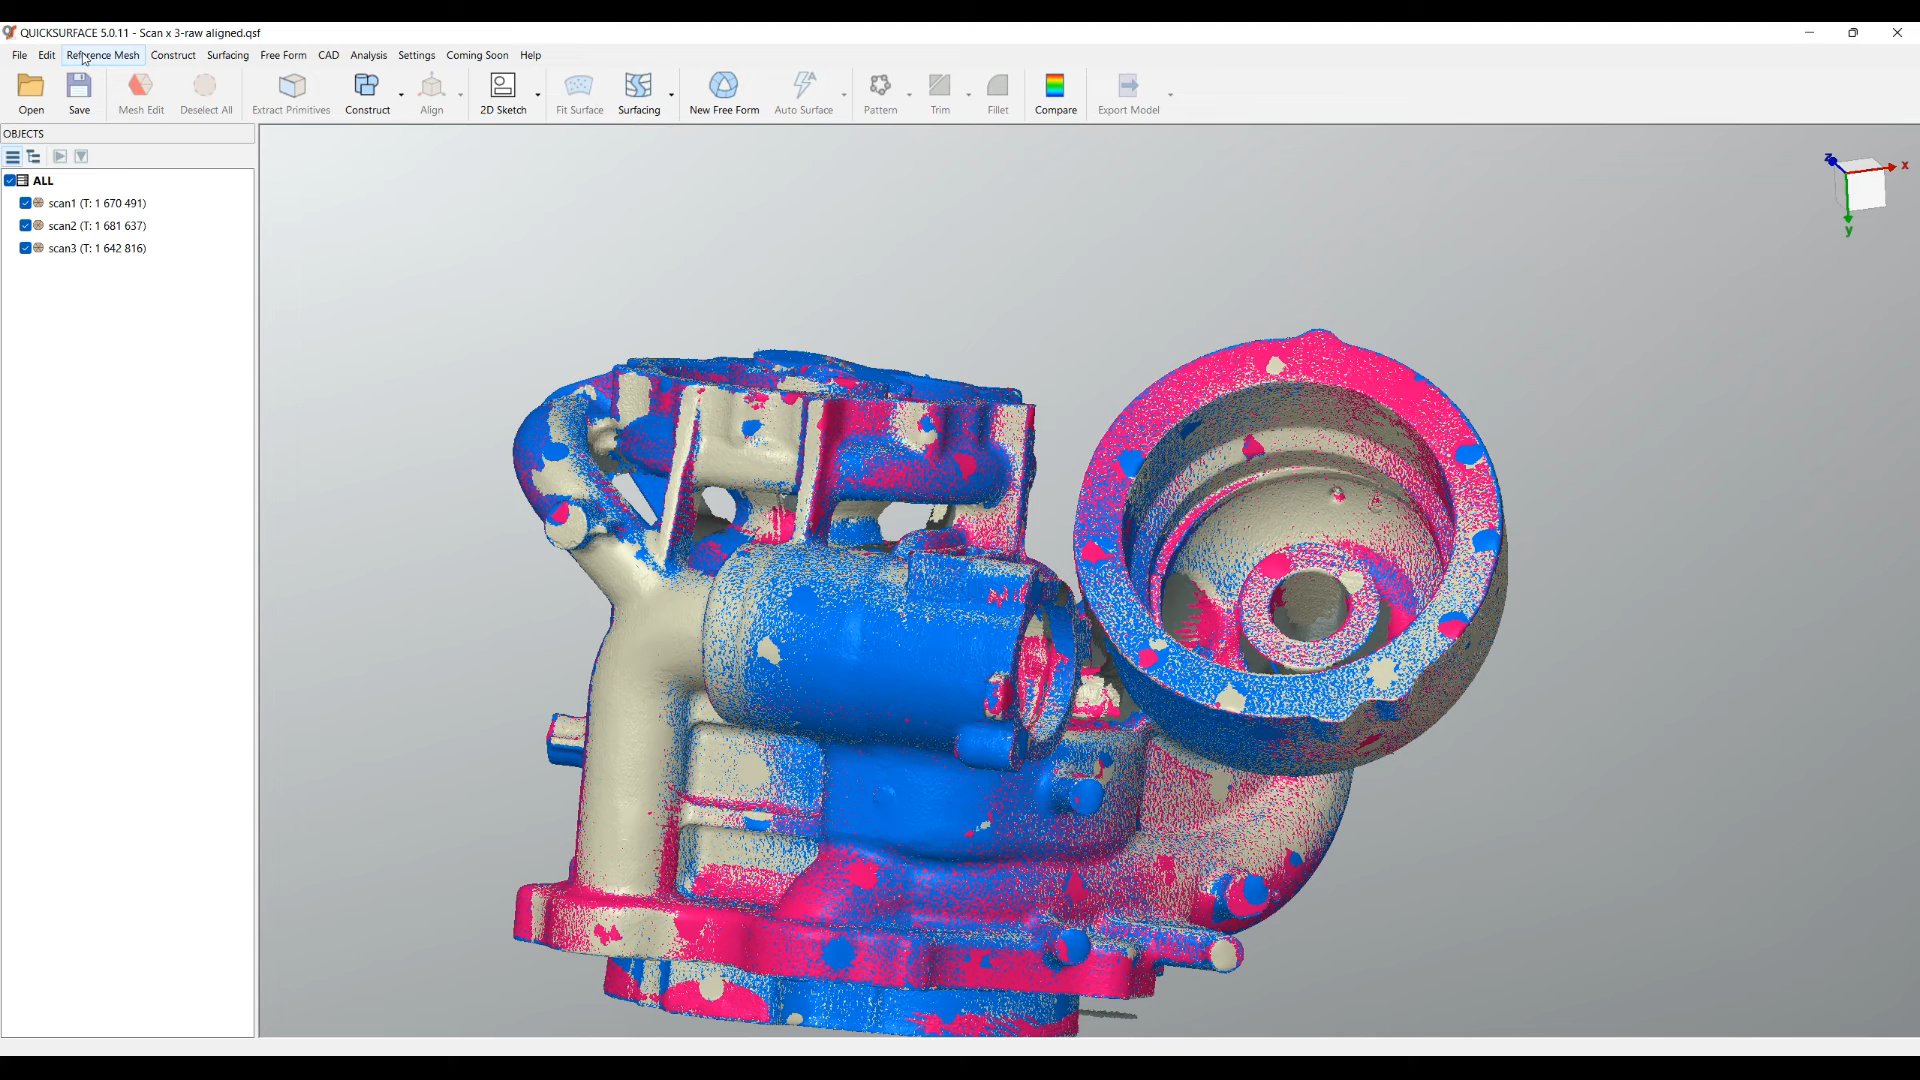 QUICKSURFACE 5.0.11 - Scan x 3-raw aligned.qsf
File Edit Reference Mesh Construct Surfacing Free Form CAD Analysis Settings Coming Soon Help
Open Save Mesh Edit Deselect All Extract Primitives Construct Align 2D Sketch Fit Surface Surfacing New Free Form Auto Surface Pattern Trim Fillet Compare Export Model
OBJECTS
ALL
scan1 (T: 1 670 491)
scan2 (T: 1 681 637)
scan3 (T: 1 642 816)
z x
y